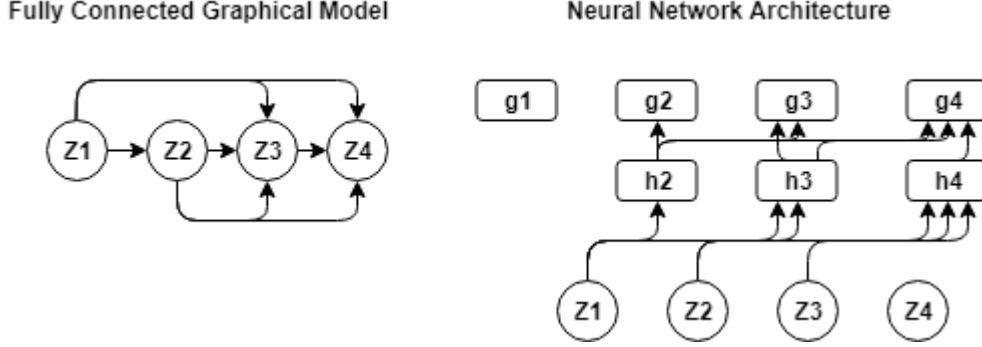 Fully Connected Graphical Model
Neural Network Architecture
g1 g2 g3 g4
Z1 Z2 Z3 Z4
h2 h3 h4
Z1 Z2 Z3 Z4